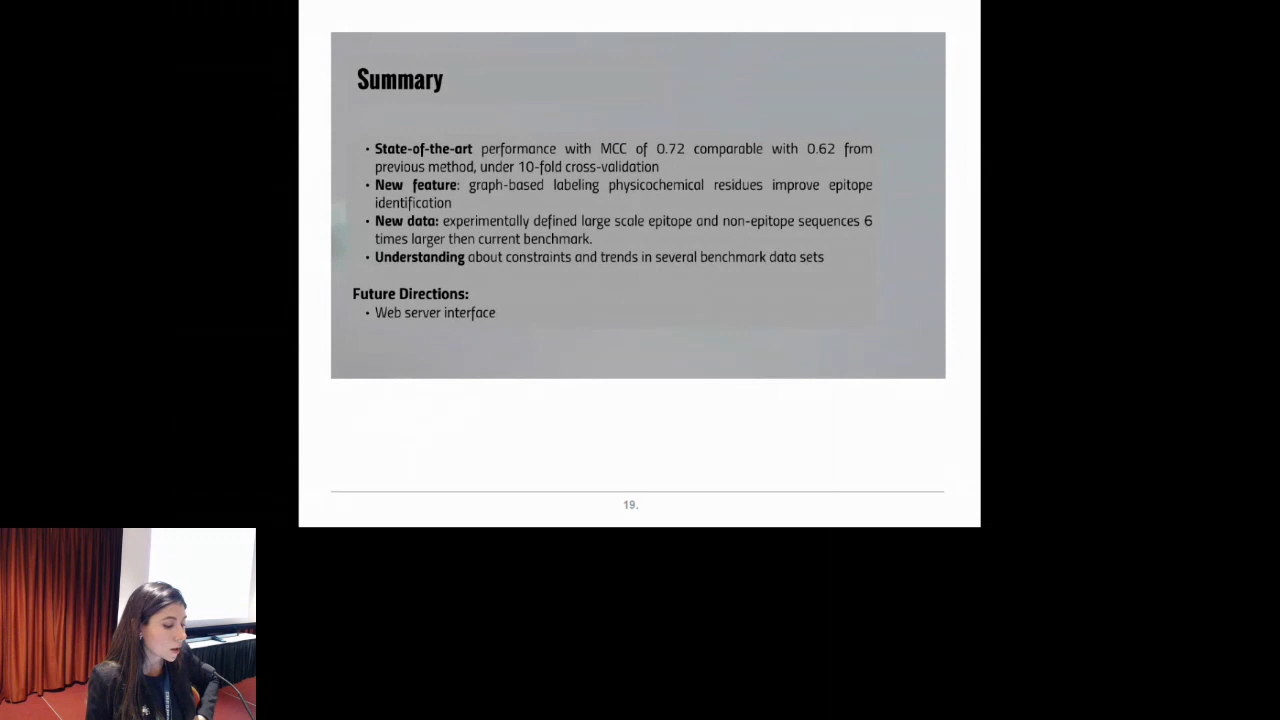 Summary
• State-of-the-art performance with MCC of 0.72 comparable with 0.62 from
previous method, under 10-fold cross-validation
• New feature: graph-based labeling physicochemical residues improve epitope
identification
• New data: experimentally defined large scale epitope and non-epitope sequences 6
times larger then current benchmark.
• Understanding about constraints and trends in several benchmark data sets
Future Directions:
• Web server interface
19.